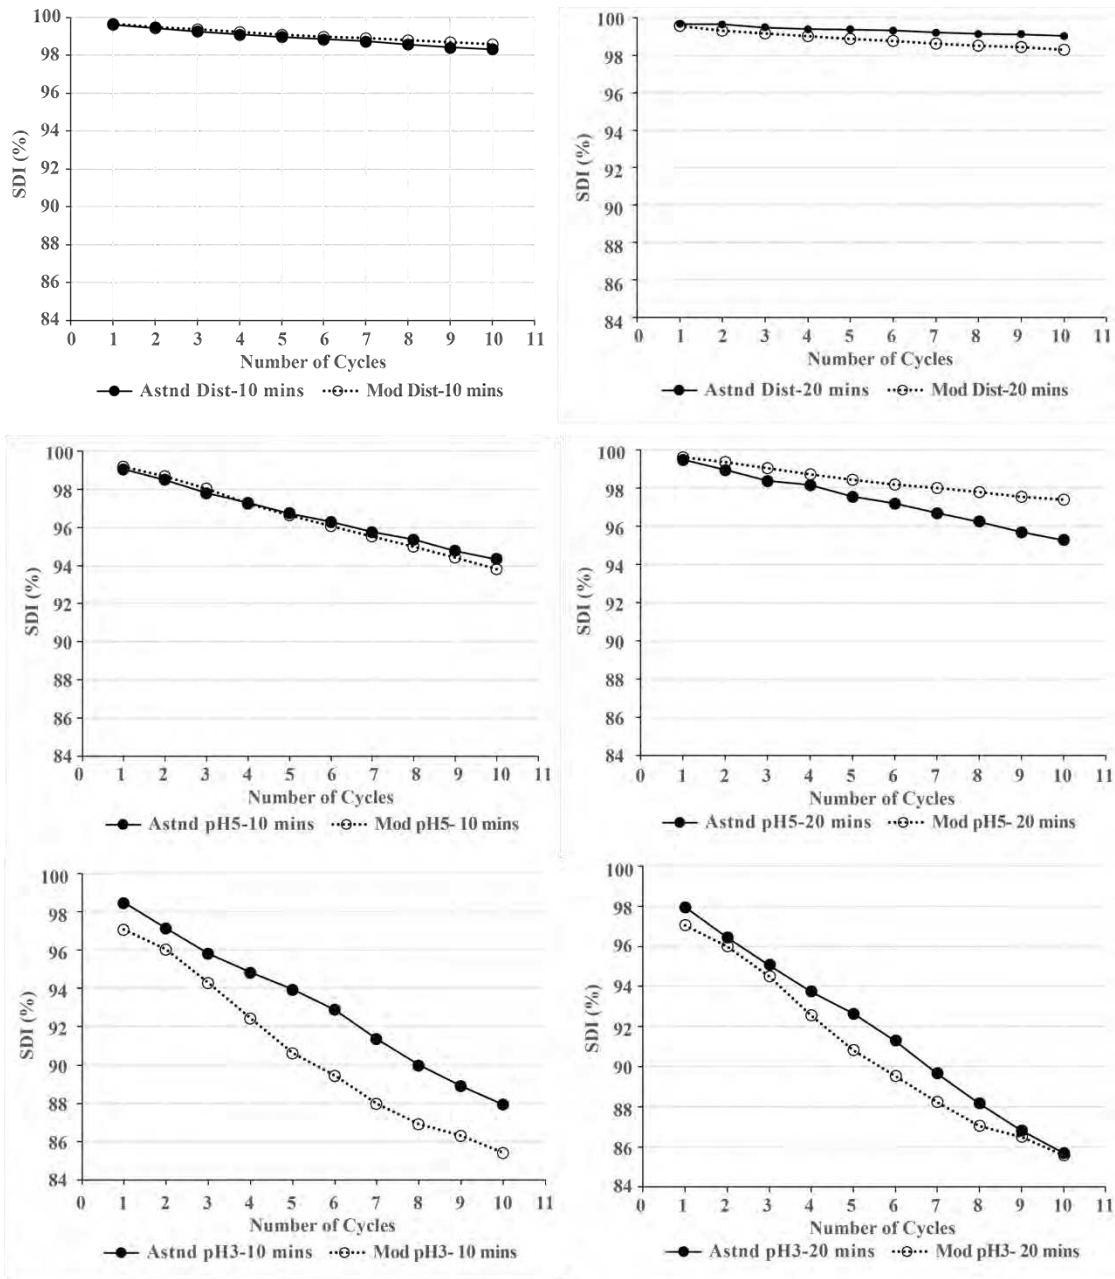 100
98
96
94
92
90
88
86
84
SDI (%)
0 1 2 3 4 5 6 7 8 9 10 11
Number of Cycles
Astnd Dist-10 mins Mod Dist-10 mins
100
98
96
94
92
90
88
86
84
SDI (%)
0 1 2 3 4 5 6 7 8 9 10 11
Number of Cycles
Astnd Dist-20 mins Mod Dist-20 mins
100
98
96
94
92
90
88
86
84
SDI (%)
0 1 2 3 4 5 6 7 8 9 10 11
Number of Cycles
Astnd pH5-10 mins Mod pH5- 10 mins
100
98
96
94
92
90
88
86
84
SDI (%)
0 1 2 3 4 5 6 7 8 9 10 11
Number of Cycles
Astnd pH5-20 mins Mod pH5- 20 mins
100
98
96
94
92
90
88
86
84
SDI (%)
0 1 2 3 4 5 6 7 8 9 10 11
Number of Cycles
Astnd pH3-10 mins Mod pH3- 10 mins
100
98
96
94
92
90
88
86
84
SDI (%)
0 1 2 3 4 5 6 7 8 9 10 11
Number of Cycles
Astnd pH3-20 mins Mod pH3- 20 mins